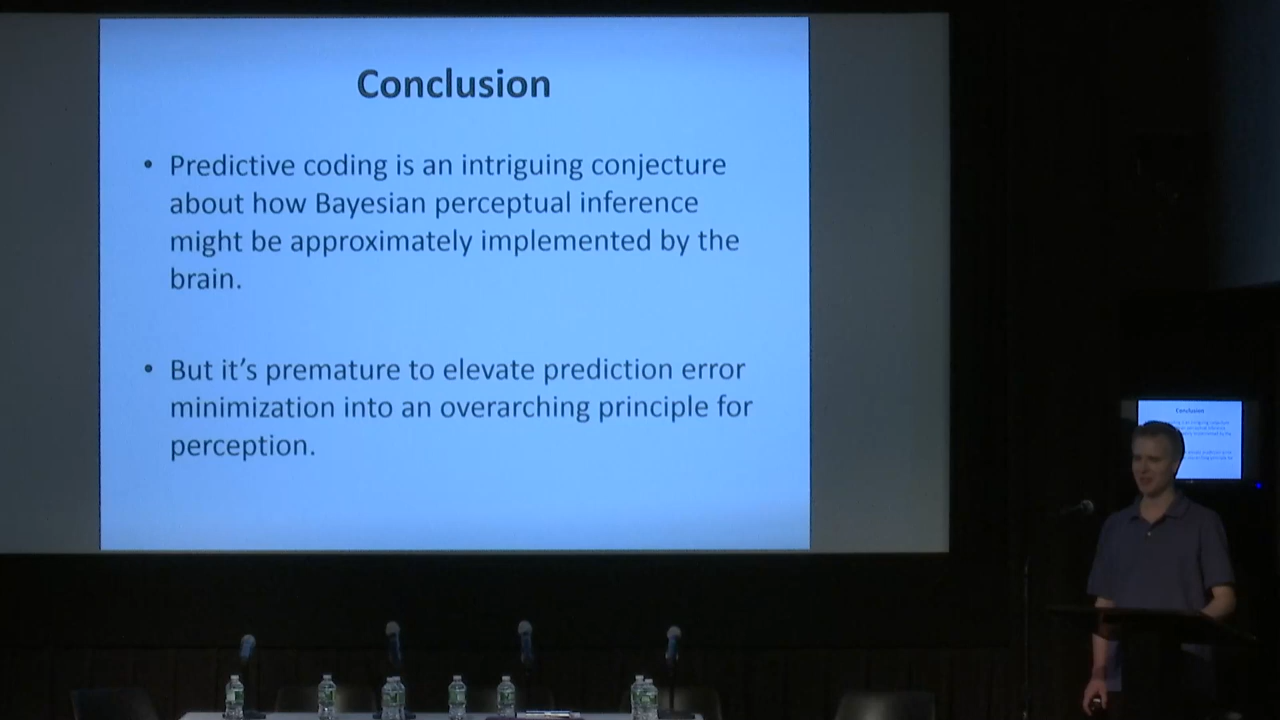 Conclusion
• Predictive coding is an intriguing conjecture
about how Bayesian perceptual inference
might be approximately implemented by the
brain.
• But it's premature to elevate prediction error
minimization into an overarching principle for
perception.
Conclusion